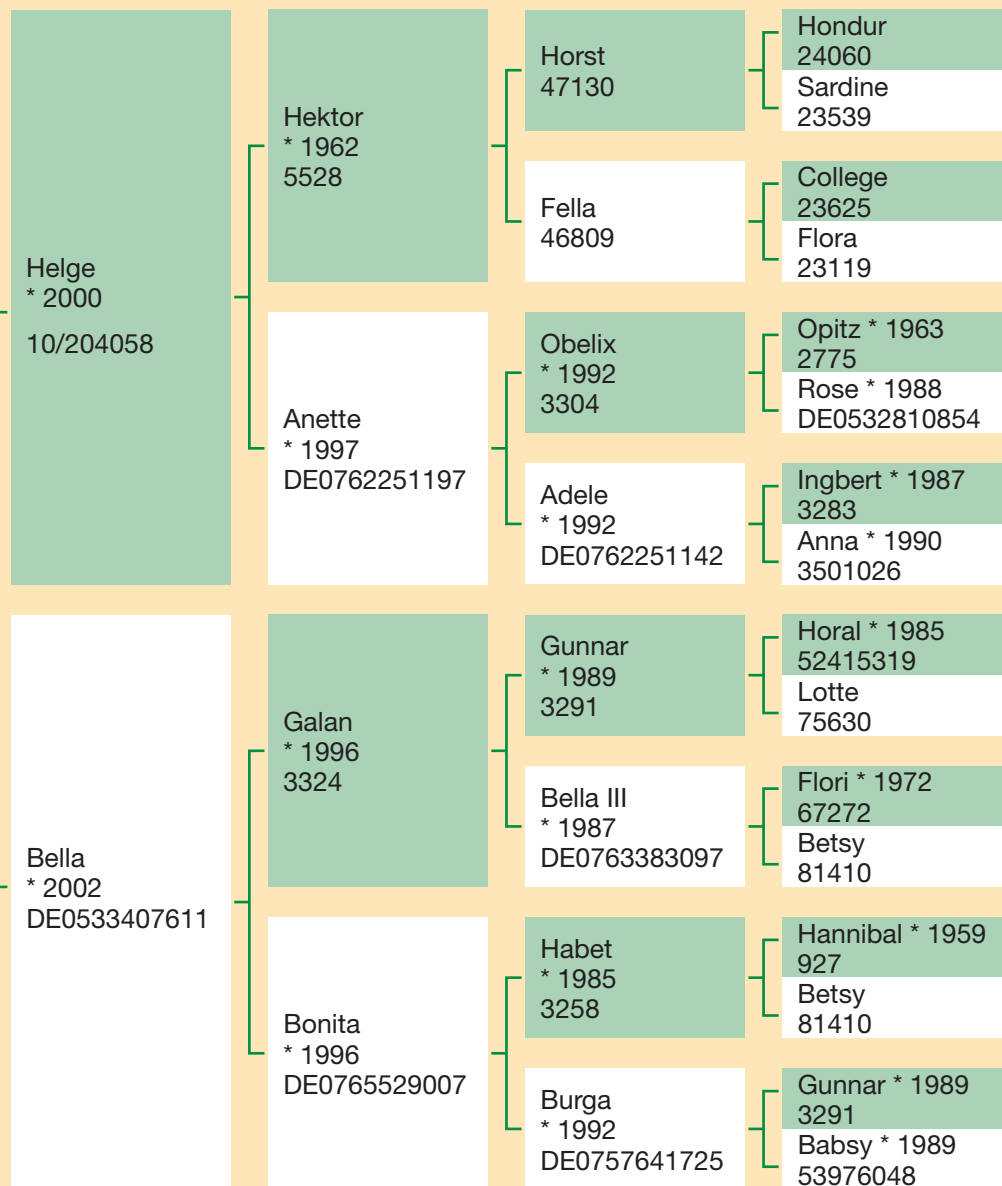 Helge
* 2000
10/204058
Bella
* 2002
DE0533407611
Hektor
* 1962
5528
Anette
* 1997
DE0762251197
Galan
* 1996
3324
Bonita
* 1996
DE0765529007
Horst
47130
Fella
46809
Obelix
* 1992
3304
Adele
* 1992
DE0762251142
Gunnar
* 1989
3291
Bella III
* 1987
DE0763383097
Habet
* 1985
3258
Burga
* 1992
DE0757641725
Hondur
24060
Sardine
23539
College
23625
Flora
23119
Opitz * 1963
2775
Rose * 1988
DE0532810854
Ingbert * 1987
3283
Anna * 1990
3501026
Horal * 1985
52415319
Lotte
75630
Flori * 1972
67272
Betsy
81410
Hannibal * 1959
927
Betsy
81410
Gunnar * 1989
3291
Babsy * 1989
53976048